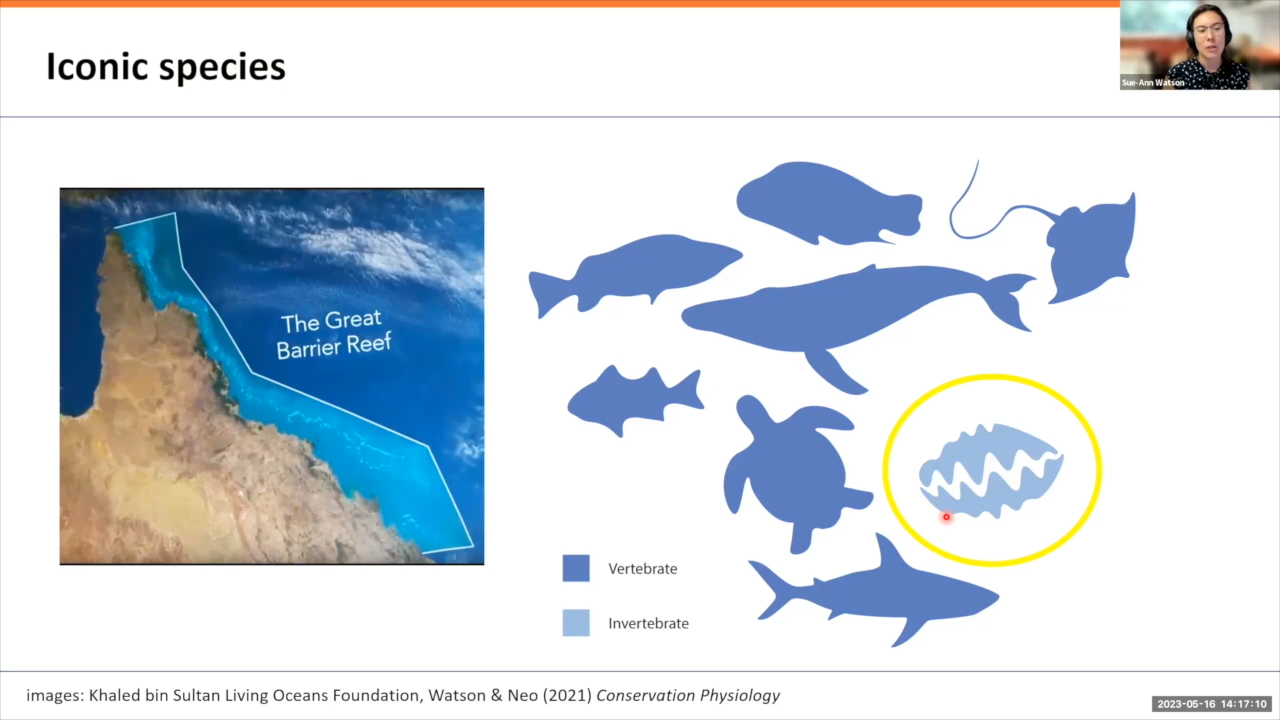 Iconic species
Sue-Ann Watson
The Great
Barrier Reef
Vertebrate
Invertebrate
images: Khaled bin Sultan Living Oceans Foundation, Watson & Neo (2021) Conservation Physiology
2023-05-16 14:17:10